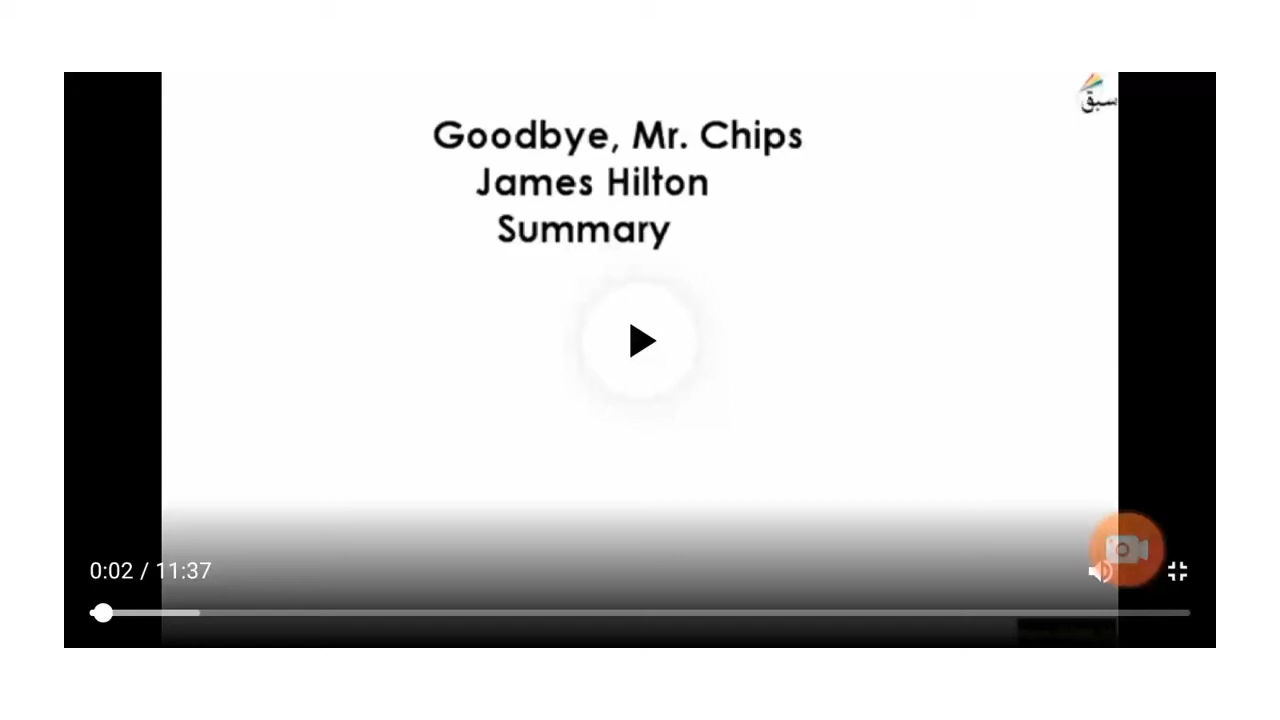 سبق
Goodbye, Mr. Chips
James Hilton
Summary
0:02 / 11:37